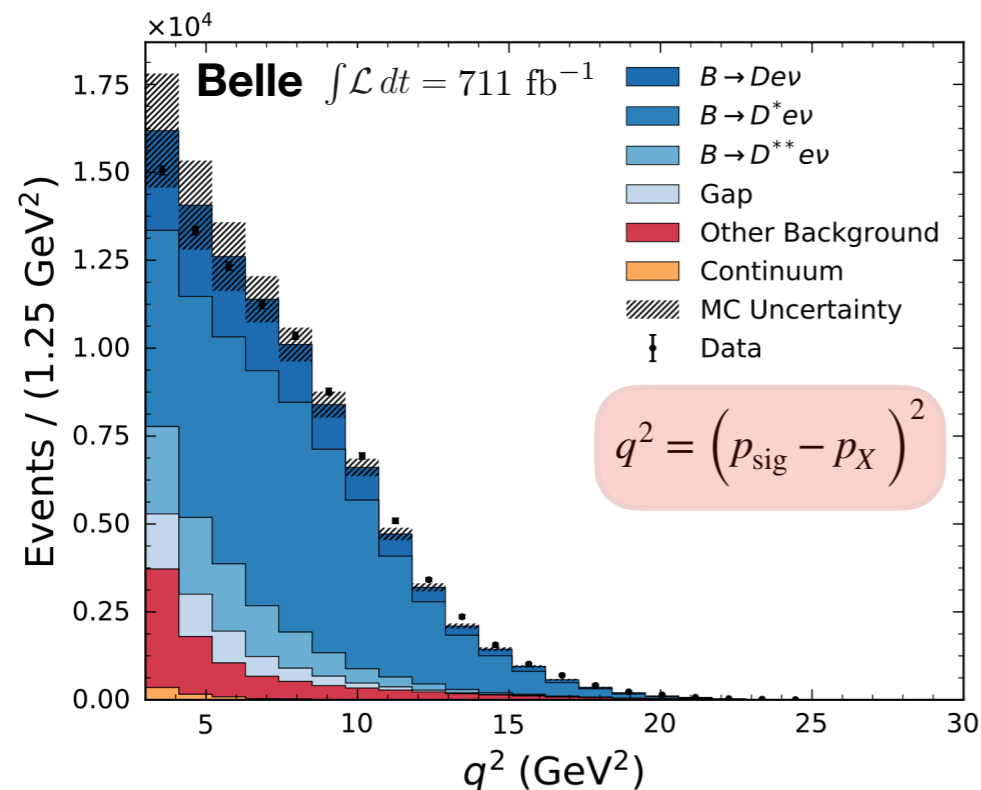 ×10⁴
Belle ∫ℒ dt = 711 fb⁻¹
B → Deν
B → D*eν
B → D**eν
Gap
Other Background
Continuum
MC Uncertainty
Data
q² = (p_sig − p_X)²
Events / (1.25 GeV²)
1.75
1.50
1.25
1.00
0.75
0.50
0.25
0.00
5 10 15 20 25 30
q² (GeV²)